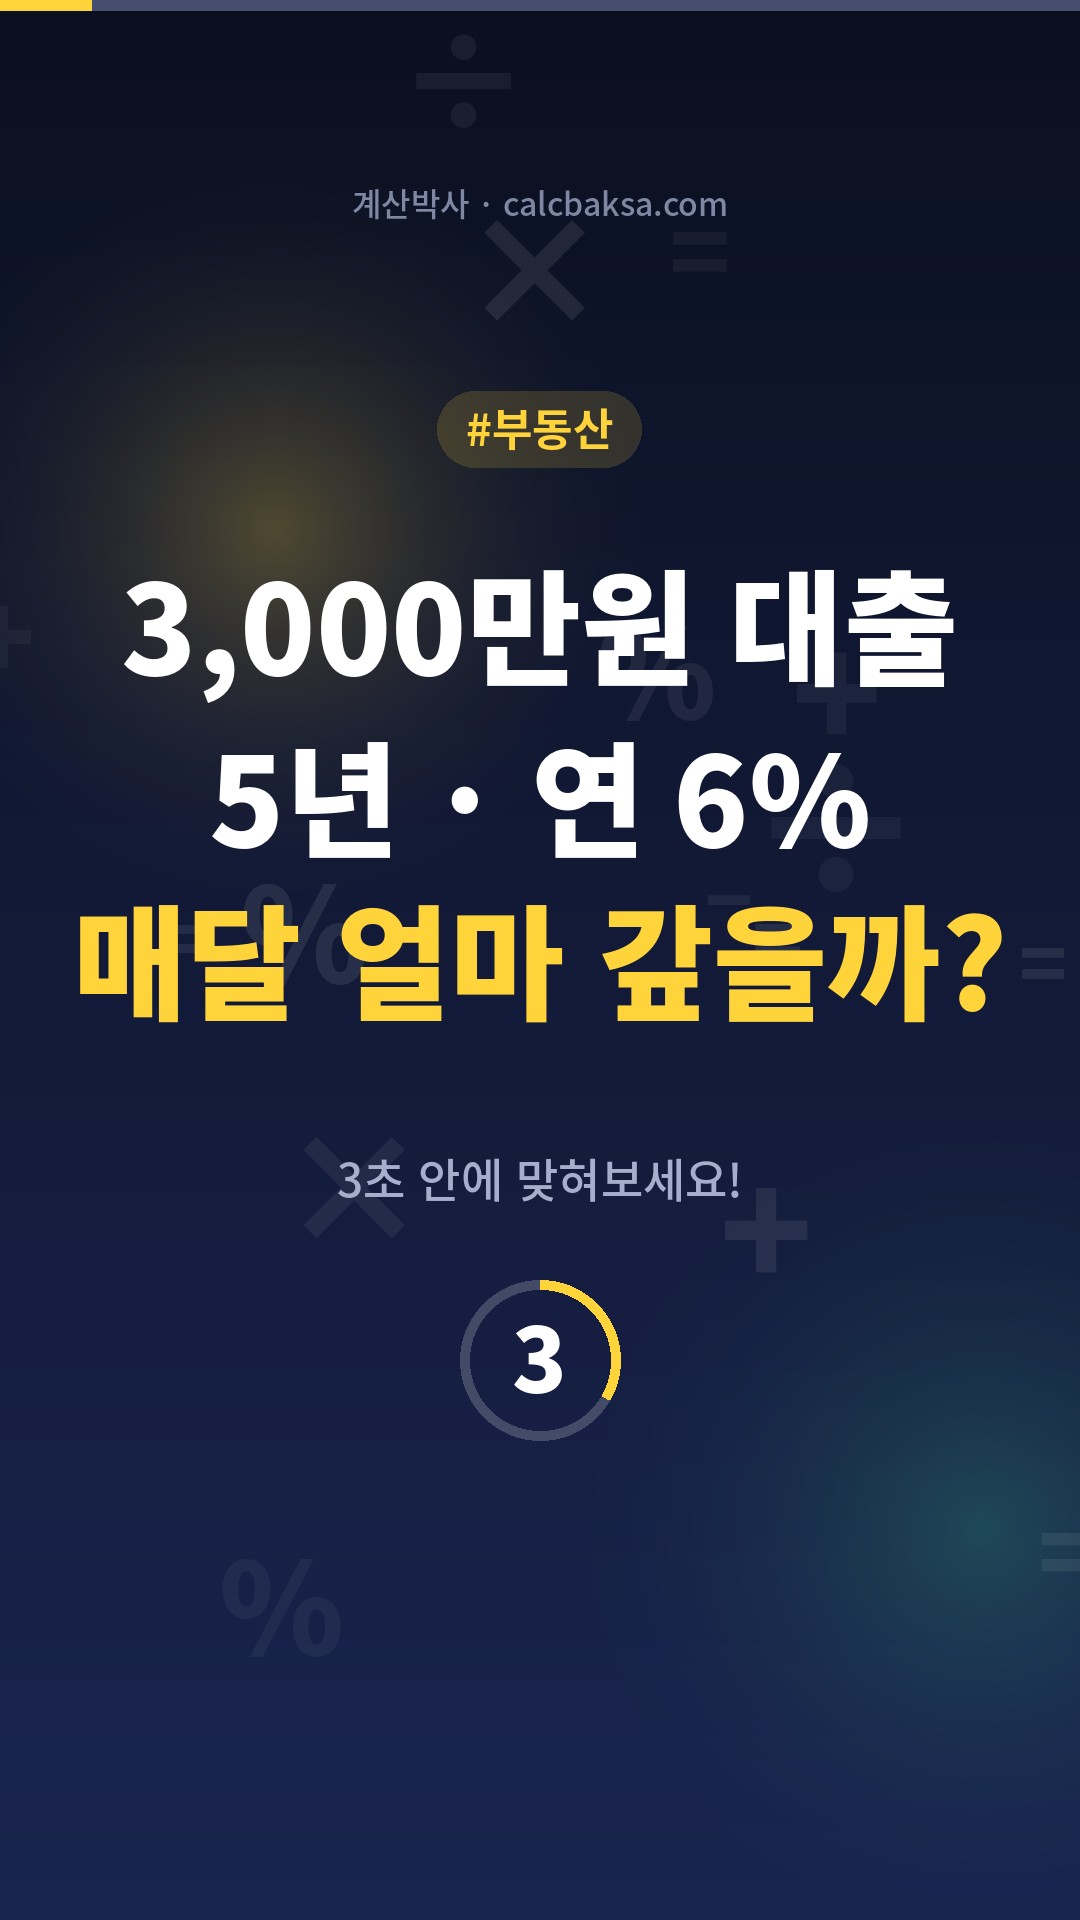 계산박사 · calcbaksa.com
#부동산
3,000만원 대출
5년 · 연 6%
매달 얼마 갚을까?
3초 안에 맞혀보세요!
3